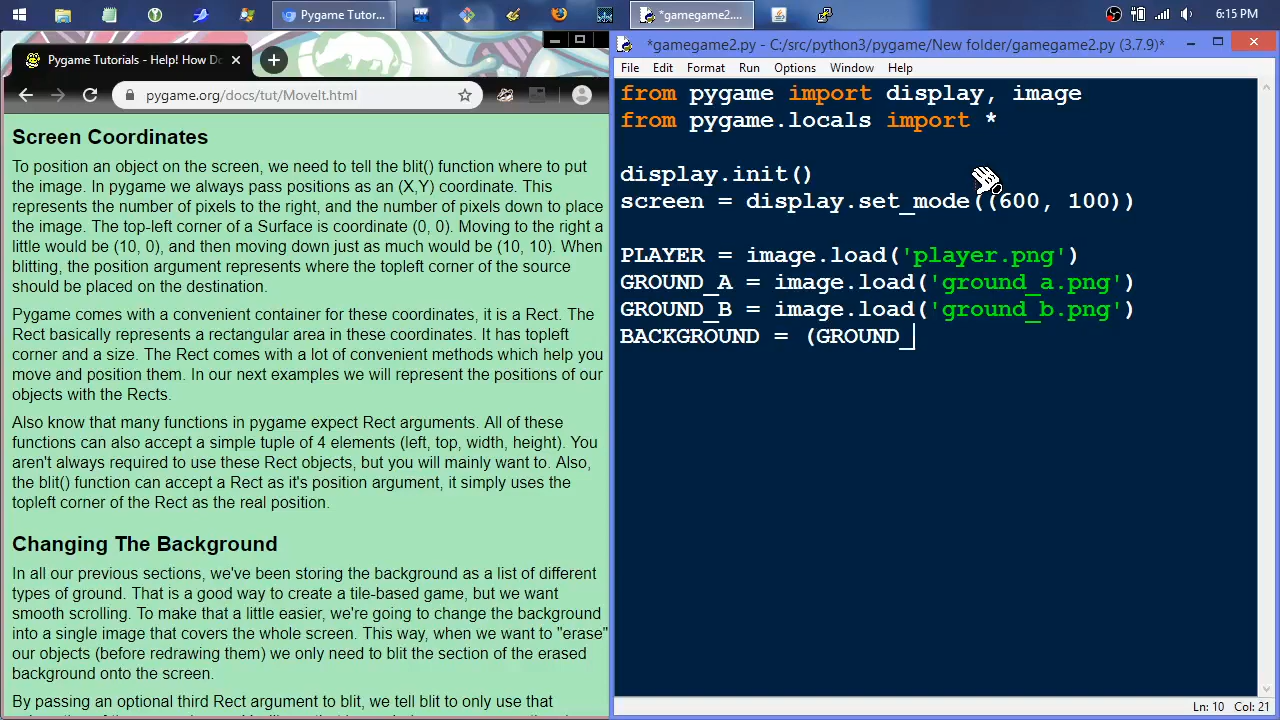 Pygame Tutor...
*gamegame2....
6:15 PM
Pygame Tutorials - Help! How Do
pygame.org/docs/tut/MoveIt.html
Screen Coordinates
To position an object on the screen, we need to tell the blit() function where to put
the image. In pygame we always pass positions as an (X,Y) coordinate. This
represents the number of pixels to the right, and the number of pixels down to place
the image. The top-left corner of a Surface is coordinate (0, 0). Moving to the right a
little would be (10, 0), and then moving down just as much would be (10, 10). When
blitting, the position argument represents where the topleft corner of the source
should be placed on the destination.
Pygame comes with a convenient container for these coordinates, it is a Rect. The
Rect basically represents a rectangular area in these coordinates. It has topleft
corner and a size. The Rect comes with a lot of convenient methods which help you
move and position them. In our next examples we will represent the positions of our
objects with the Rects.
Also know that many functions in pygame expect Rect arguments. All of these
functions can also accept a simple tuple of 4 elements (left, top, width, height). You
aren't always required to use these Rect objects, but you will mainly want to. Also,
the blit() function can accept a Rect as it's position argument, it simply uses the
topleft corner of the Rect as the real position.
Changing The Background
In all our previous sections, we've been storing the background as a list of different
types of ground. That is a good way to create a tile-based game, but we want
smooth scrolling. To make that a little easier, we're going to change the background
into a single image that covers the whole screen. This way, when we want to "erase"
our objects (before redrawing them) we only need to blit the section of the erased
background onto the screen.
By passing an optional third Rect argument to blit, we tell blit to only use that
*gamegame2.py - C:/src/python3/pygame/New folder/gamegame2.py (3.7.9)*
File Edit Format Run Options Window Help
from pygame import display, image
from pygame.locals import *
display.init()
screen = display.set_mode((600, 100))
PLAYER = image.load('player.png')
GROUND_A = image.load('ground_a.png')
GROUND_B = image.load('ground_b.png')
BACKGROUND = (GROUND_
Ln: 10 Col: 21